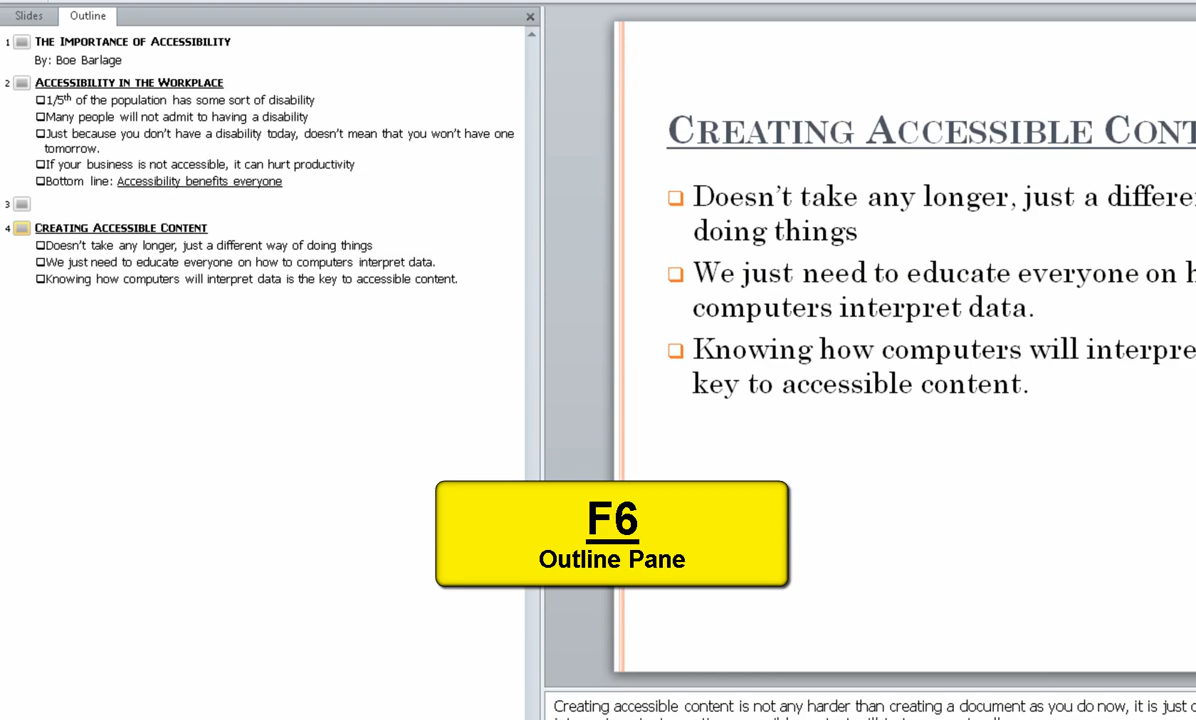 Slides Outline
1 THE IMPORTANCE OF ACCESSIBILITY
By: Boe Barlage
2 ACCESSIBILITY IN THE WORKPLACE
❑1/5th of the population has some sort of disability
❑Many people will not admit to having a disability
❑Just because you don't have a disability today, doesn't mean that you won't have one
tomorrow.
❑If your business is not accessible, it can hurt productivity
❑Bottom line: Accessibility benefits everyone
3
4 CREATING ACCESSIBLE CONTENT
❑Doesn't take any longer, just a different way of doing things
❑We just need to educate everyone on how to computers interpret data.
❑Knowing how computers will interpret data is the key to accessible content.
CREATING ACCESSIBLE CONT
❑ Doesn't take any longer, just a differe
doing things
❑ We just need to educate everyone on h
computers interpret data.
❑ Knowing how computers will interpre
key to accessible content.
F6
Outline Pane
Creating accessible content is not any harder than creating a document as you do now, it is just